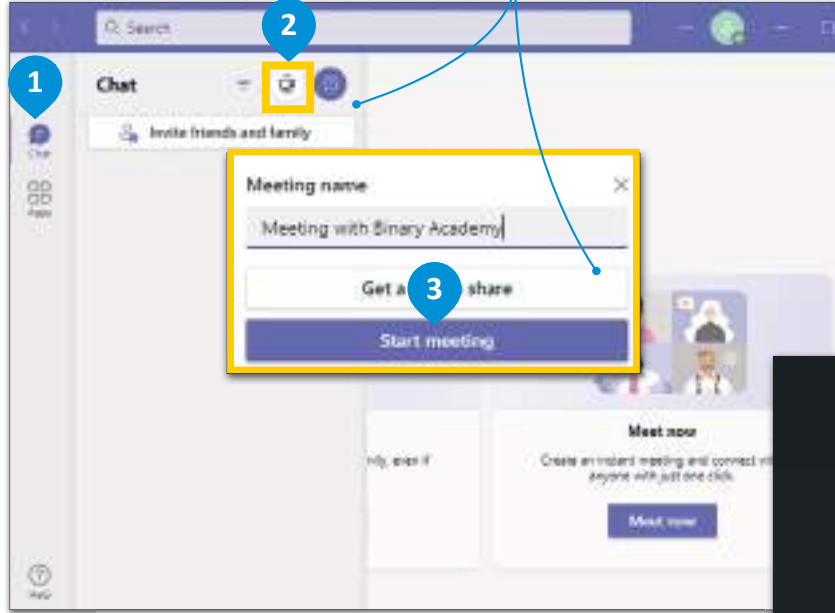 Search
2
1
Chat
Invite friends and family
Chat
Apps
Meeting name
Meeting with Binary Academy
Get a
3
share
Start meeting
Meet now
nily, even if
Create an instant meeting and connect wi
anyone with just one click.
Meet now
Help